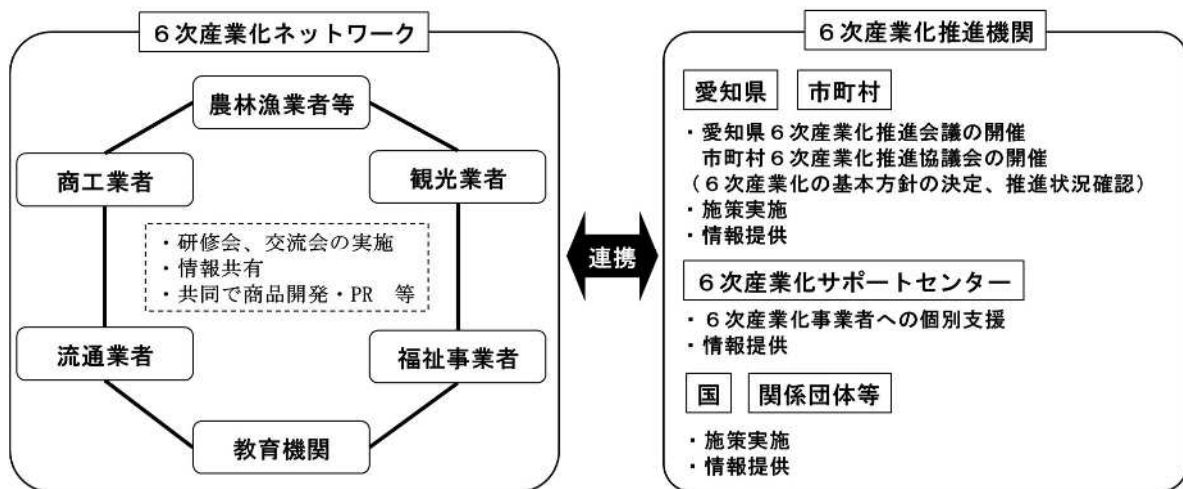 ６次産業化ネットワーク
農林漁業者等
商工業者
観光業者
・研修会、交流会の実施
・情報共有
・共同で商品開発・PR　等
流通業者
福祉事業者
教育機関
連携
６次産業化推進機関
愛知県
市町村
・愛知県６次産業化推進会議の開催
市町村６次産業化推進協議会の開催
（６次産業化の基本方針の決定、推進状況確認）
・施策実施
・情報提供
６次産業化サポートセンター
・６次産業化事業者への個別支援
・情報提供
国
関係団体等
・施策実施
・情報提供